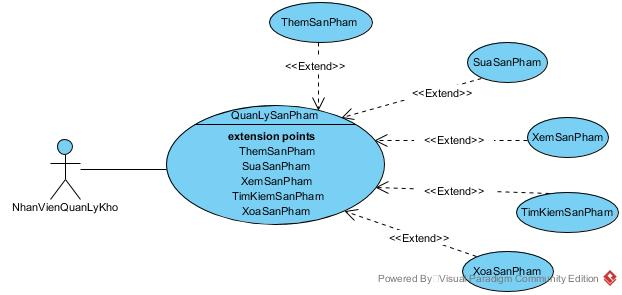 ThemSanPham
<<Extend>>
SuaSanPham
<<Extend>>
QuanLySanPham
extension points
ThemSanPham
SuaSanPham
XemSanPham
TimKiemSanPham
XoaSanPham
<<Extend>>
XemSanPham
<<Extend>>
TimKiemSanPham
NhanVienQuanLyKho
<<Extend>>
XoaSanPham
Powered By Visual Paradigm Community Edition